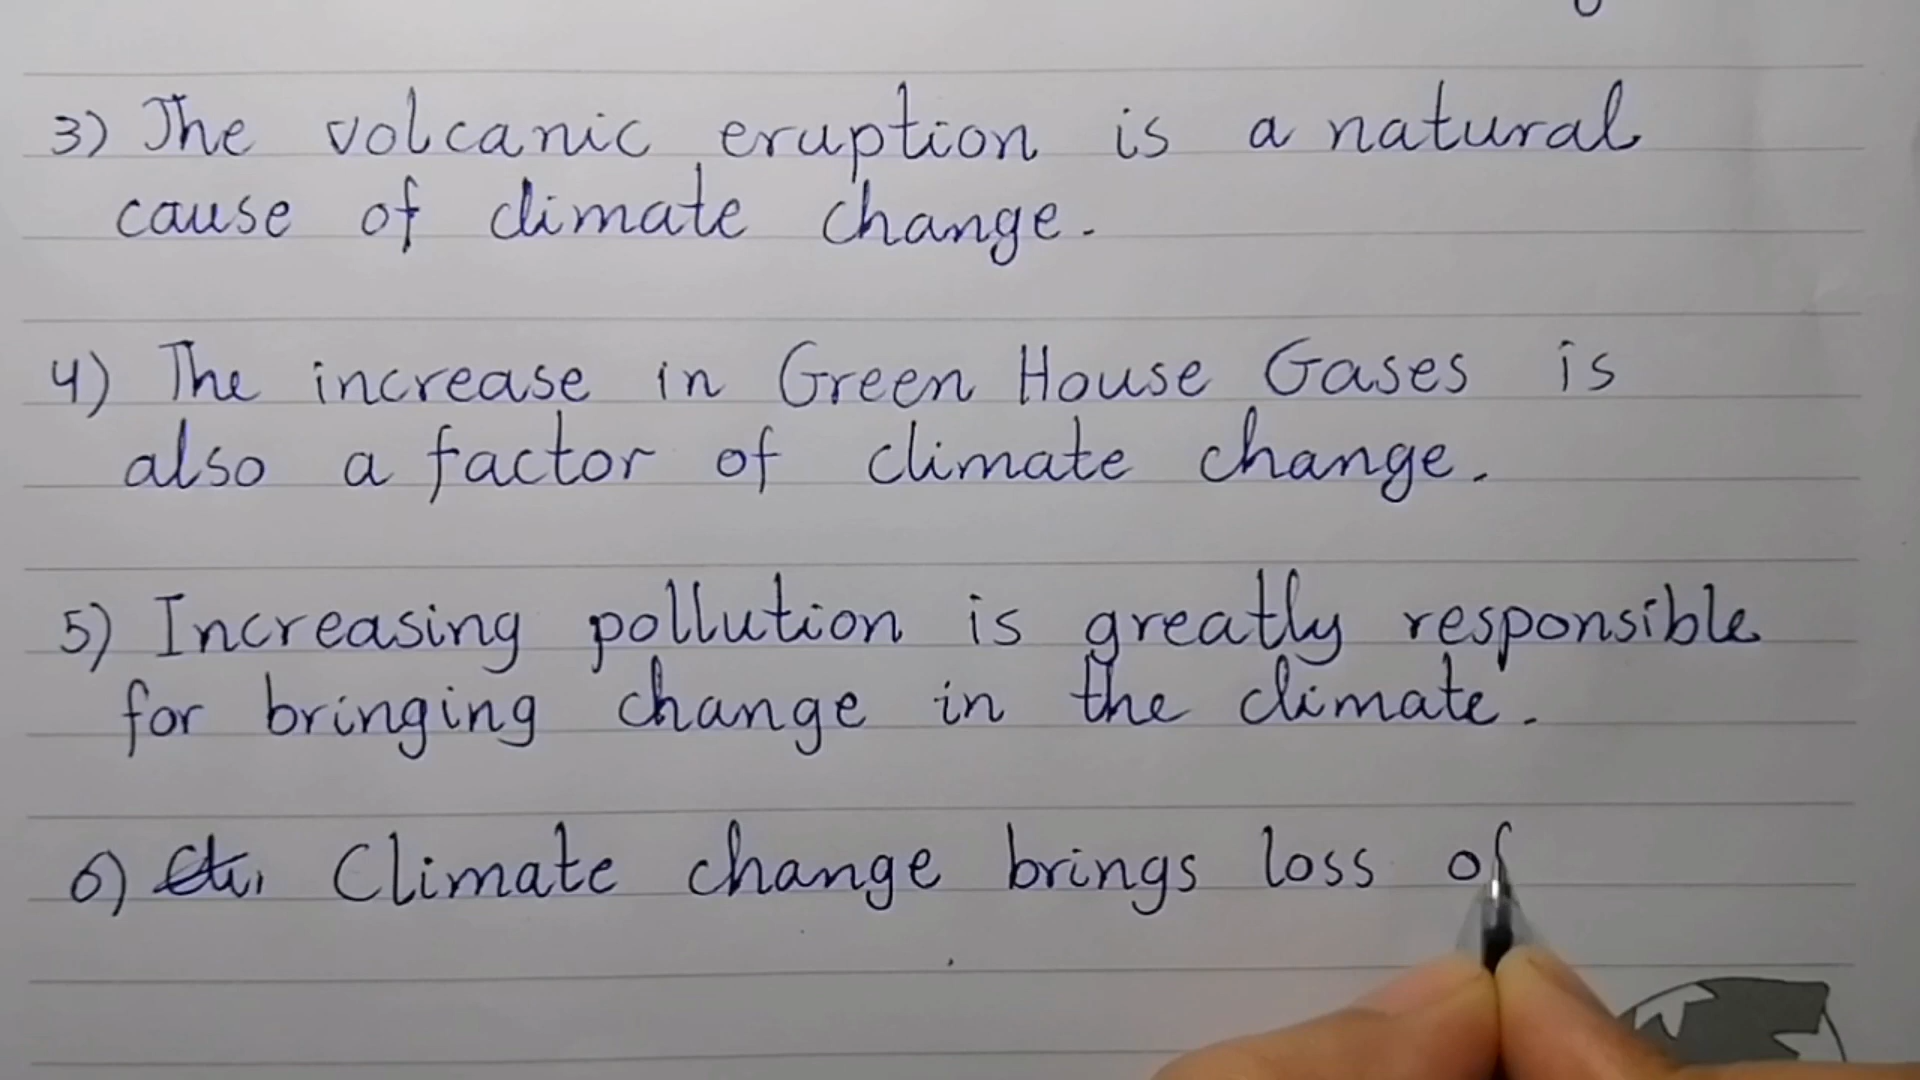 3) The volcanic eruption is a natural
cause of climate change.
4) The increase in Green House Gases is
also a factor of climate change.
5) Increasing pollution is greatly responsible
for bringing change in the climate.
6) Climate change brings loss of